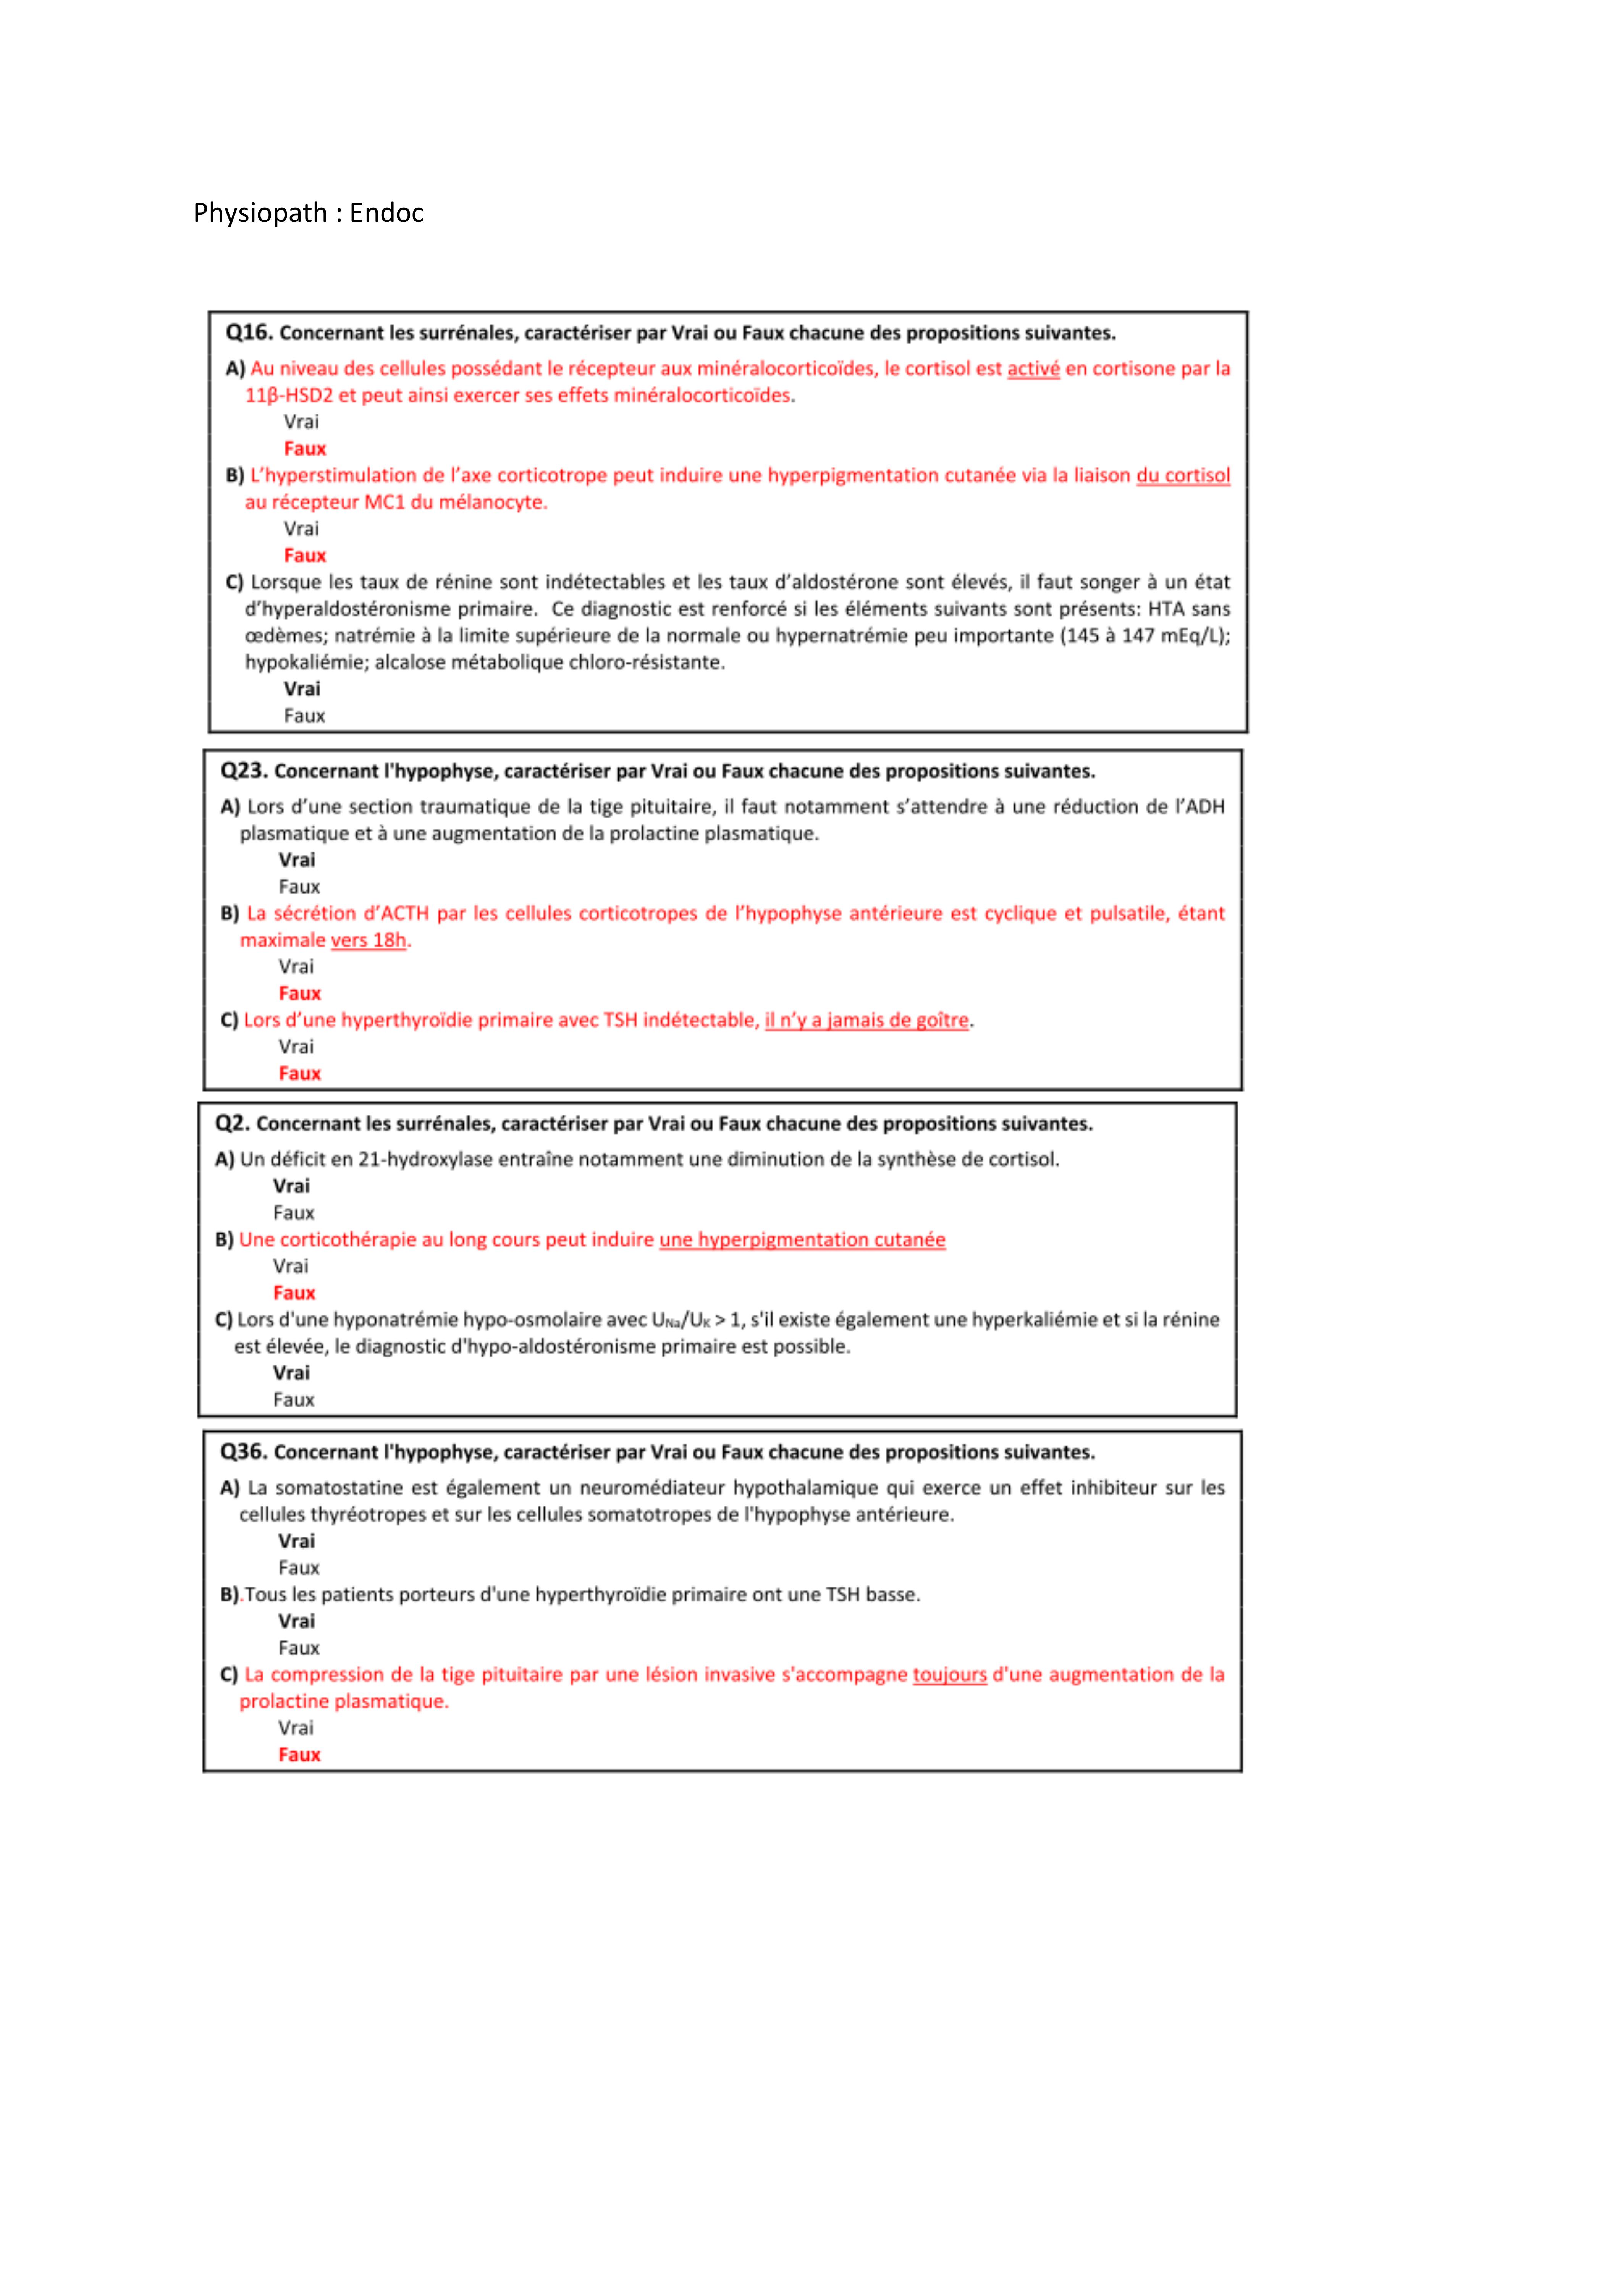 Physiopath : Endoc
Q16. Concernant les surrénales, caractériser par Vrai ou Faux chacune des propositions suivantes.
A) Au niveau des cellules possédant le récepteur aux minéralocorticoïdes, le cortisol est activé en cortisone par la
11β-HSD2 et peut ainsi exercer ses effets minéralocorticoïdes.
Vrai
Faux
B) L’hyperstimulation de l’axe corticotrope peut induire une hyperpigmentation cutanée via la liaison du cortisol
au récepteur MC1 du mélanocyte.
Vrai
Faux
C) Lorsque les taux de rénine sont indétectables et les taux d’aldostérone sont élevés, il faut songer à un état
d’hyperaldostéronisme primaire. Ce diagnostic est renforcé si les éléments suivants sont présents: HTA sans
œdèmes; natrémie à la limite supérieure de la normale ou hypernatrémie peu importante (145 à 147 mEq/L);
hypokaliémie; alcalose métabolique chloro-résistante.
Vrai
Faux
Q23. Concernant l'hypophyse, caractériser par Vrai ou Faux chacune des propositions suivantes.
A) Lors d’une section traumatique de la tige pituitaire, il faut notamment s’attendre à une réduction de l’ADH
plasmatique et à une augmentation de la prolactine plasmatique.
Vrai
Faux
B) La sécrétion d’ACTH par les cellules corticotropes de l’hypophyse antérieure est cyclique et pulsatile, étant
maximale vers 18h.
Vrai
Faux
C) Lors d’une hyperthyroïdie primaire avec TSH indétectable, il n’y a jamais de goître.
Vrai
Faux
Q2. Concernant les surrénales, caractériser par Vrai ou Faux chacune des propositions suivantes.
A) Un déficit en 21-hydroxylase entraîne notamment une diminution de la synthèse de cortisol.
Vrai
Faux
B) Une corticothérapie au long cours peut induire une hyperpigmentation cutanée
Vrai
Faux
C) Lors d'une hyponatrémie hypo-osmolaire avec UNa/UK > 1, s'il existe également une hyperkaliémie et si la rénine
est élevée, le diagnostic d'hypo-aldostéronisme primaire est possible.
Vrai
Faux
Q36. Concernant l'hypophyse, caractériser par Vrai ou Faux chacune des propositions suivantes.
A) La somatostatine est également un neuromédiateur hypothalamique qui exerce un effet inhibiteur sur les
cellules thyréotropes et sur les cellules somatotropes de l'hypophyse antérieure.
Vrai
Faux
B).Tous les patients porteurs d'une hyperthyroïdie primaire ont une TSH basse.
Vrai
Faux
C) La compression de la tige pituitaire par une lésion invasive s'accompagne toujours d'une augmentation de la
prolactine plasmatique.
Vrai
Faux